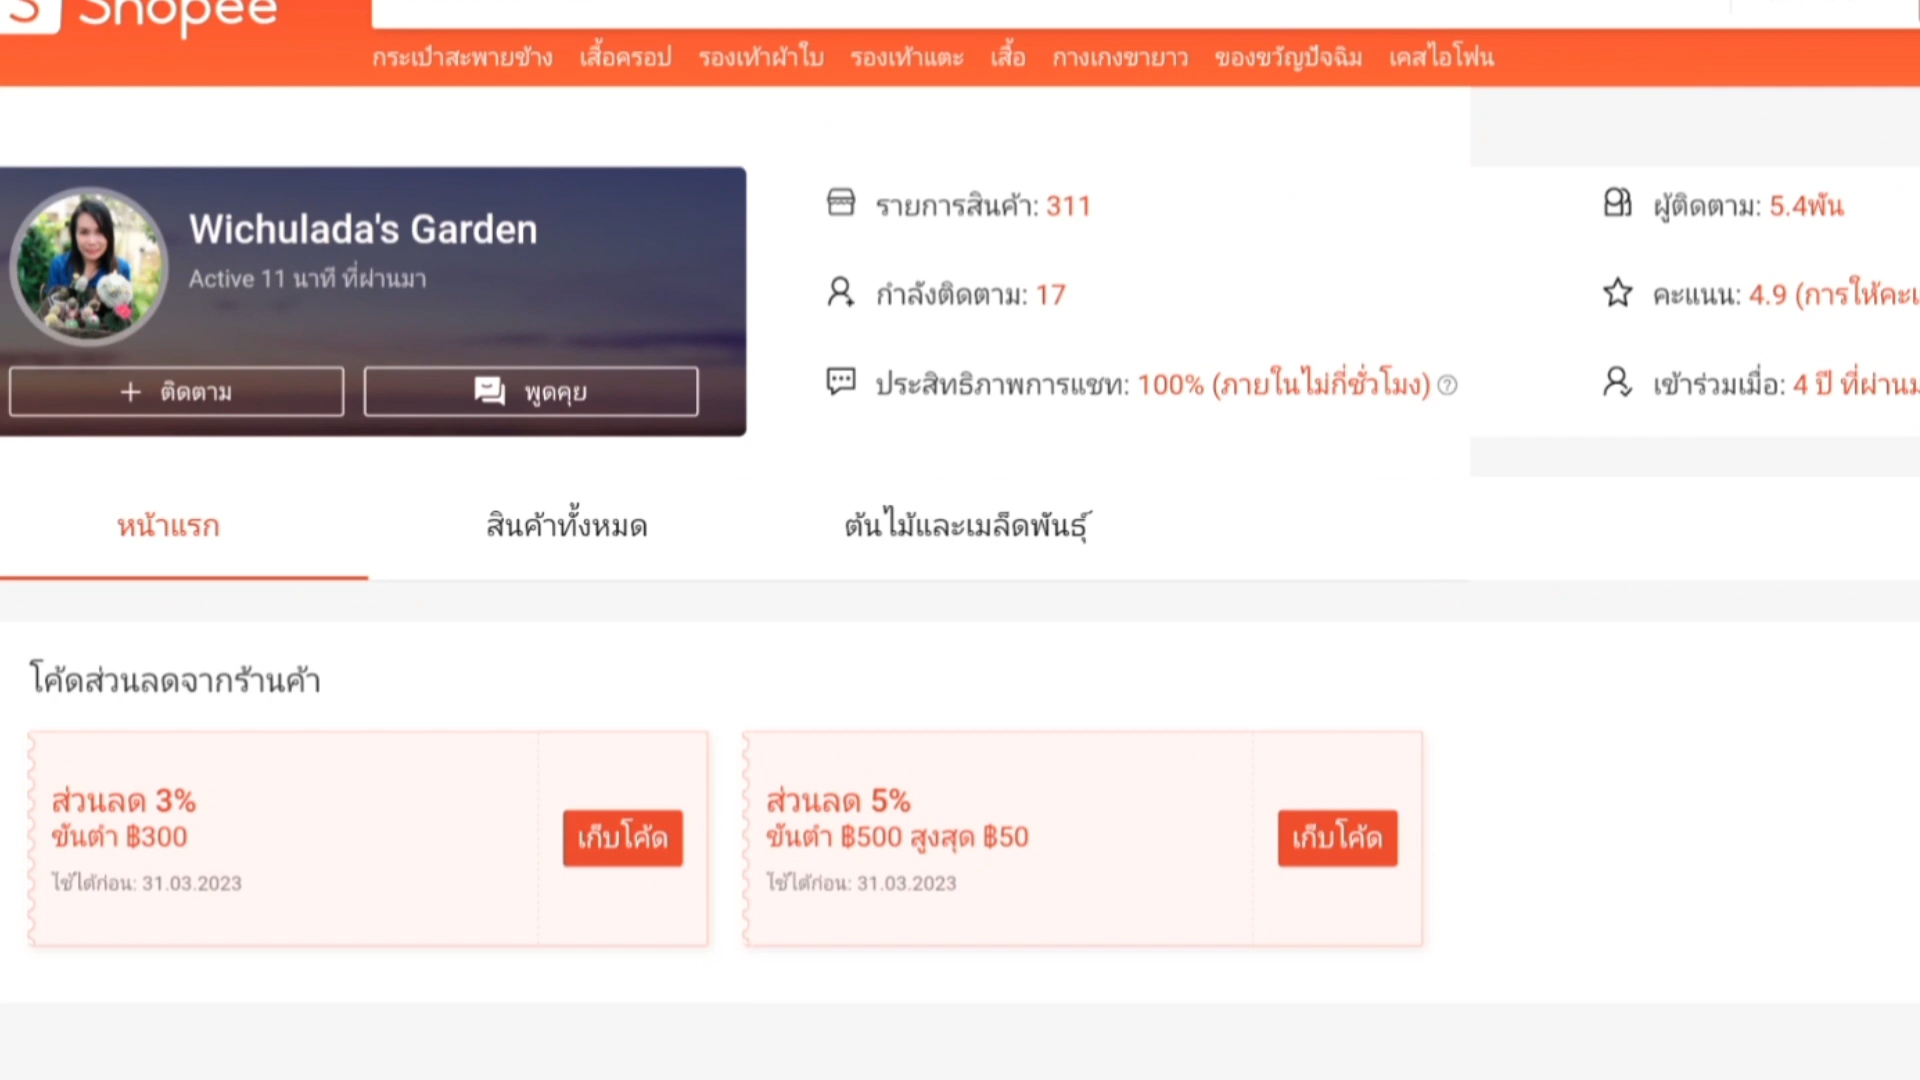 Shopee
กระเป๋าสะพายข้าง เสื้อครอป รองเท้าผ้าใบ รองเท้าแตะ เสื้อ กางเกงขายาว ของขวัญปัจฉิม เคสไอโฟน
Wichulada's Garden
Active 11 นาที ที่ผ่านมา
+ ติดตาม
พูดคุย
รายการสินค้า: 311
ผู้ติดตาม: 5.4พัน
กำลังติดตาม: 17
คะแนน: 4.9 (การให้คะ
ประสิทธิภาพการแชท: 100% (ภายในไม่กี่ชั่วโมง)
เข้าร่วมเมื่อ: 4 ปี ที่ผ่านม
หน้าแรก
สินค้าทั้งหมด
ต้นไม้และเมล็ดพันธุ์
โค้ดส่วนลดจากร้านค้า
ส่วนลด 3%
ขั้นต่ำ ฿300
ใช้ได้ก่อน: 31.03.2023
เก็บโค้ด
ส่วนลด 5%
ขั้นต่ำ ฿500 สูงสุด ฿50
ใช้ได้ก่อน: 31.03.2023
เก็บโค้ด